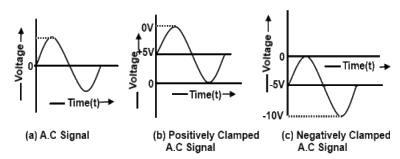 Voltage
0
Time(t)
(a) A.C Signal
Voltage
0V
+5V
0
Time(t)
(b) Positively Clamped
A.C Signal
Voltage
0
-5V
-10V
Time(t)
(c) Negatively Clamped
A.C Signal